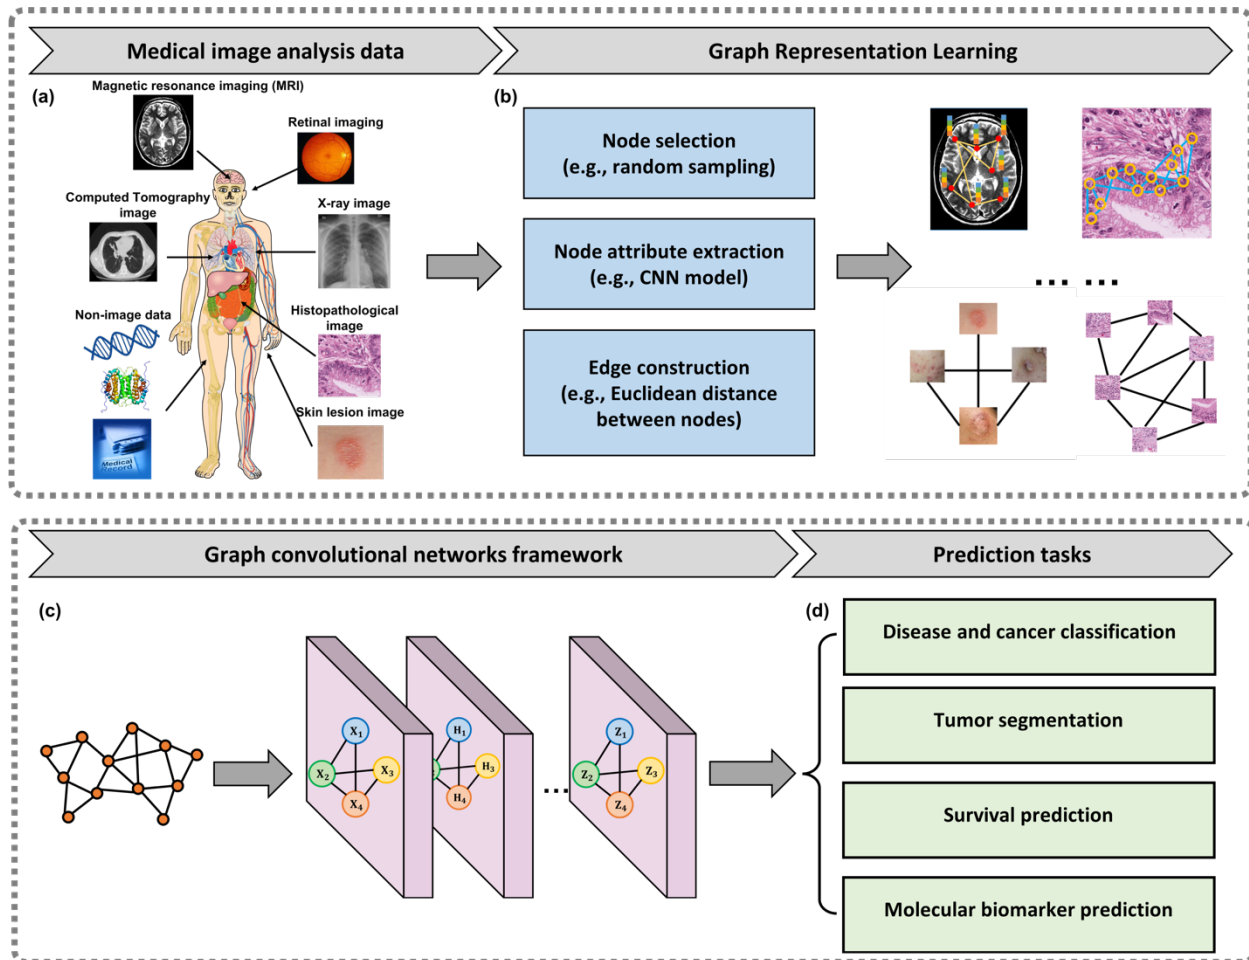 Medical image analysis data
Graph Representation Learning
(a)
Magnetic resonance imaging (MRI)
Retinal imaging
Computed Tomography
image
X-ray image
Non-image data
Histopathological
image
Skin lesion image
Medical
Record
(b)
Node selection
(e.g., random sampling)
Node attribute extraction
(e.g., CNN model)
Edge construction
(e.g., Euclidean distance
between nodes)
... ...
Graph convolutional networks framework
Prediction tasks
(c)
X1
X2
X3
X4
H1
H3
H4
...
Z1
Z2
Z3
Z4
(d)
Disease and cancer classification
Tumor segmentation
Survival prediction
Molecular biomarker prediction